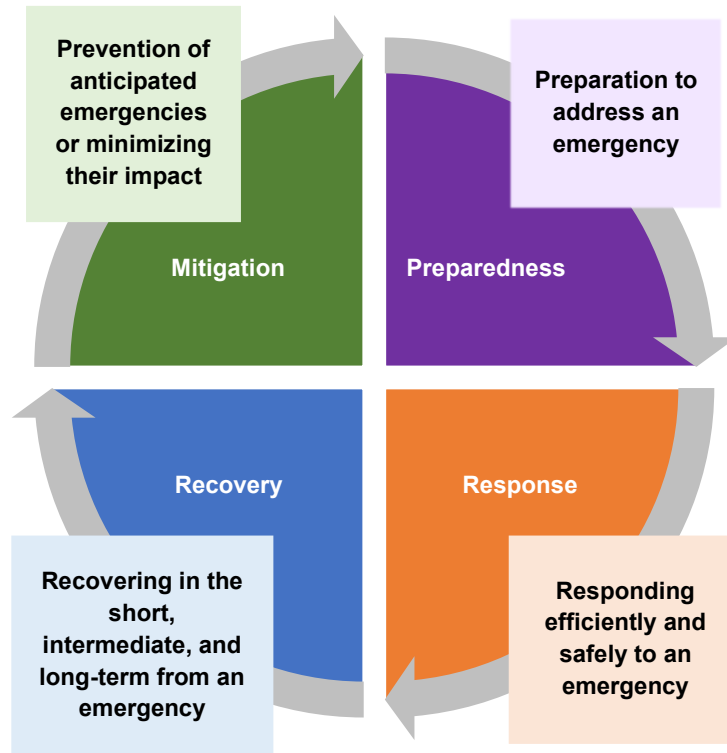 Prevention of
anticipated
emergencies
or minimizing
their impact
Preparation to
address an
emergency
Mitigation
Preparedness
Recovery
Response
Recovering in the
short,
intermediate, and
long-term from an
emergency
Responding
efficiently and
safely to an
emergency